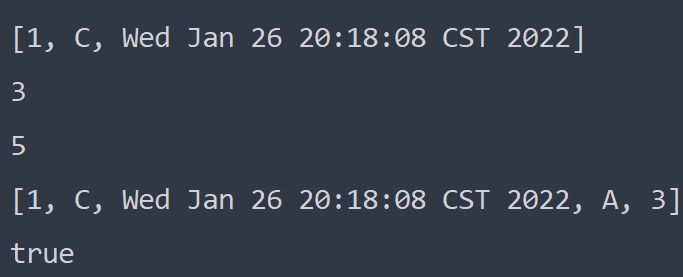 [1, C, Wed Jan 26 20:18:08 CST 2022]
3
5
[1, C, Wed Jan 26 20:18:08 CST 2022, A, 3]
true